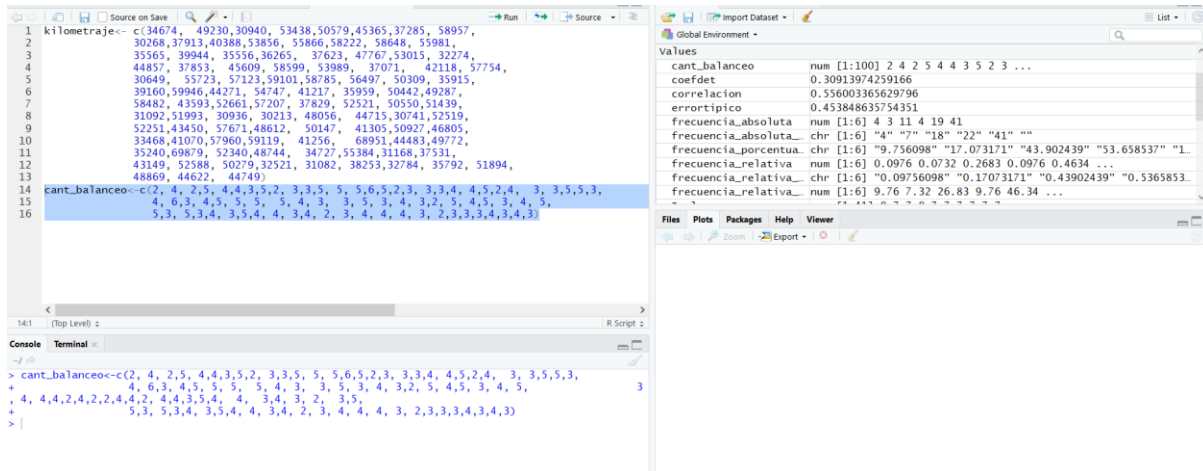 Source on Save
Run
Source
1 kilometraje<- c(34674, 49230,30940, 53438,50579,45365,37285, 58957,
2 30268,37913,40388,53856, 55866,58222, 58648, 55981,
3 35565, 39944, 35556,36265, 37623, 47767,53015, 32274,
4 44857, 37853, 45609, 58599, 53989, 37071, 42118, 57754,
5 30649, 55723, 57123,59101,58785, 56497, 50309, 35915,
6 39160,59946,44271, 54747, 41217, 35959, 50442,49287,
7 58482, 43593,52661,57207, 37829, 52521, 50550,51439,
8 31092,51993, 30936, 30213, 48056, 44715,30741,52519,
9 52251,43450, 57671,48612, 50147, 41305,50927,46805,
10 33468,41070,57960,59119, 41256, 68951,44483,49772,
11 35240,69879, 52340,48744, 34727,55384,31168,37531,
12 43149, 52588, 50279,32521, 31082, 38253,32784, 35792, 51894,
13 48869, 44622, 44749)
14 cant_balanceo<-c(2, 4, 2,5, 4,4,3,5,2, 3,3,5, 5, 5,6,5,2,3, 3,3,4, 4,5,2,4, 3, 3,5,5,3,
15 4, 6,3, 4,5, 5, 5, 5, 4, 3, 3, 5, 3, 4, 3,2, 5, 4,5, 3, 4, 5,
16 5,3, 5,3,4, 3,5,4, 4, 3,4, 2, 3, 4, 4, 4, 3, 2,3,3,3,4,3,4,3)
14:1 (Top Level)
R Script
Console Terminal
~/
> cant_balanceo<-c(2, 4, 2,5, 4,4,3,5,2, 3,3,5, 5, 5,6,5,2,3, 3,3,4, 4,5,2,4, 3, 3,5,5,3,
+ 4, 6,3, 4,5, 5, 5, 5, 4, 3, 3, 5, 3, 4, 3,2, 5, 4,5, 3, 4, 5, 3
, 4, 4,4,2,4,2,2,4,4,2, 4,4,3,5,4, 4, 3,4, 3, 2, 3,5,
+ 5,3, 5,3,4, 3,5,4, 4, 3,4, 2, 3, 4, 4, 4, 3, 2,3,3,3,4,3,4,3)
>
Import Dataset
List
Global Environment
Values
cant_balanceo num [1:100] 2 4 2 5 4 4 3 5 2 3 ...
coefdet 0.30913974259166
correlacion 0.556003365629796
errortipico 0.453848635754351
frecuencia_absoluta num [1:6] 4 3 11 4 19 41
frecuencia_absoluta_… chr [1:6] "4" "7" "18" "22" "41" ""
frecuencia_porcentua… chr [1:6] "9.756098" "17.073171" "43.902439" "53.658537" "1…
frecuencia_relativa num [1:6] 0.0976 0.0732 0.2683 0.0976 0.4634 ...
frecuencia_relativa_… chr [1:6] "0.09756098" "0.17073171" "0.43902439" "0.5365853…
frecuencia_relativa_… num [1:6] 9.76 7.32 26.83 9.76 46.34 ...
Files Plots Packages Help Viewer
Zoom Export